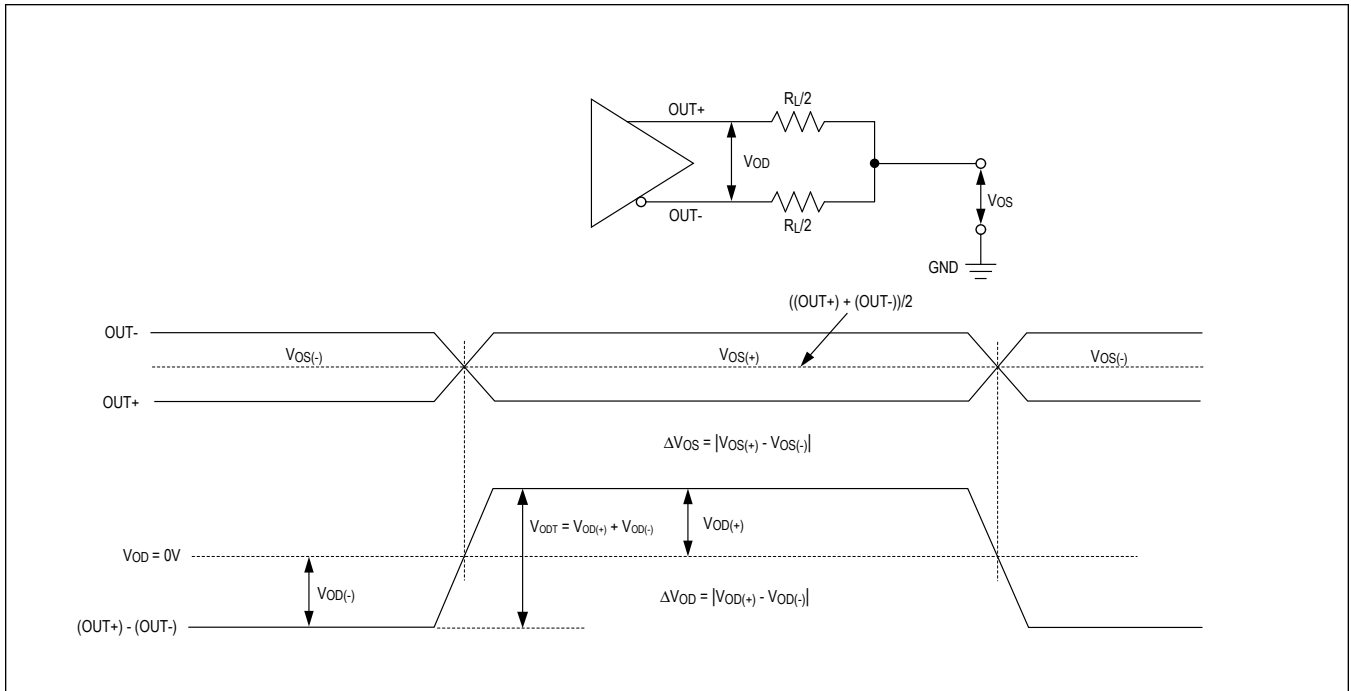 OUT+
RL/2
VOD
OUT-
RL/2
VOS
GND
((OUT+) + (OUT-))/2
OUT-
VOS(-)
VOS(+)
VOS(-)
OUT+
ΔVOS = |VOS(+) - VOS(-)|
VODT = VOD(+) + VOD(-)
VOD(+)
VOD = 0V
VOD(-)
ΔVOD = |VOD(+) - VOD(-)|
(OUT+) - (OUT-)